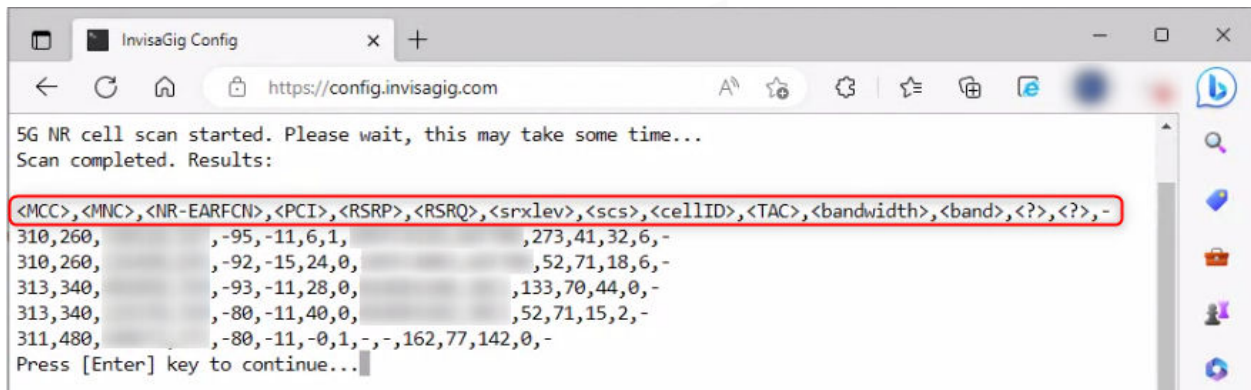 InvisaGig Config
https://config.invisagig.com
5G NR cell scan started. Please wait, this may take some time...
Scan completed. Results:
<MCC>,<MNC>,<NR-EARFCN>,<PCI>,<RSRP>,<RSRQ>,<srxlev>,<scs>,<cellID>,<TAC>,<bandwidth>,<band>,<?>,<?>,-
310,260, ,-95,-11,6,1, ,273,41,32,6,-
310,260, ,-92,-15,24,0, ,52,71,18,6,-
313,340, ,-93,-11,28,0, ,133,70,44,0,-
313,340, ,-80,-11,40,0, ,52,71,15,2,-
311,480, ,-80,-11,-0,1,-,-,162,77,142,0,-
Press [Enter] key to continue...